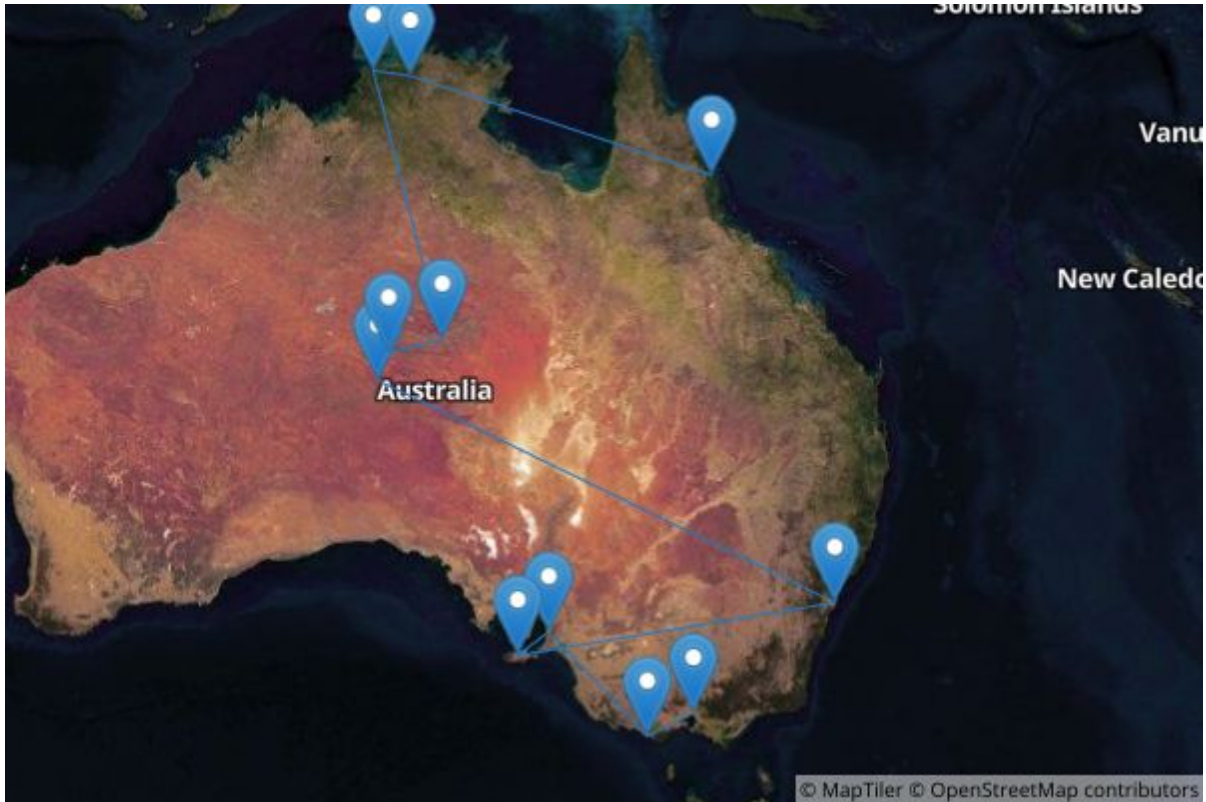 Solomon Islands
Vanu
New Caledo
Australia
© MapTiler © OpenStreetMap contributors